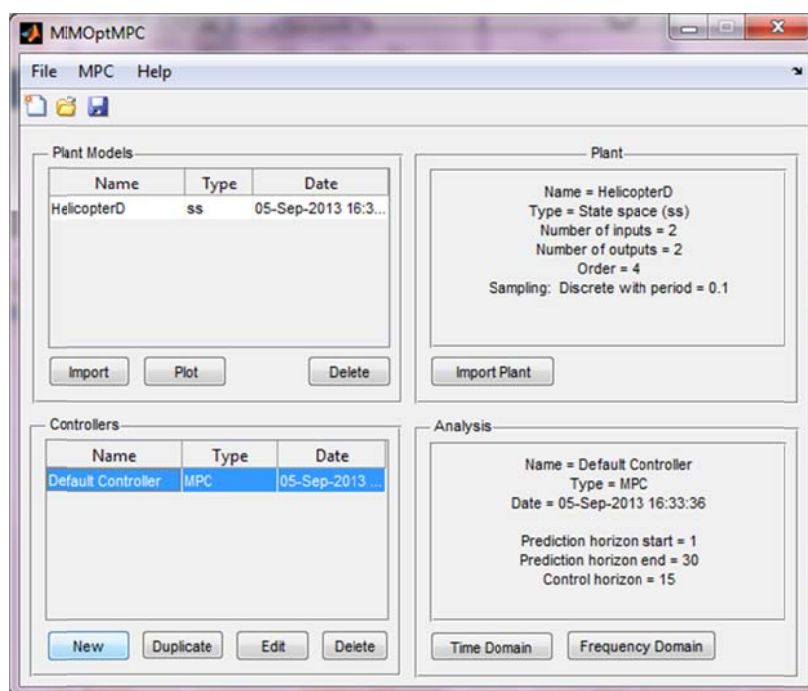 MIMOptMPC
File MPC Help
Plant Models
Name Type Date
HelicopterD ss 05-Sep-2013 16:3...
Import Plot Delete
Plant
Name = HelicopterD
Type = State space (ss)
Number of inputs = 2
Number of outputs = 2
Order = 4
Sampling: Discrete with period = 0.1
Import Plant
Controllers
Name Type Date
Default Controller MPC 05-Sep-2013 ...
New Duplicate Edit Delete
Analysis
Name = Default Controller
Type = MPC
Date = 05-Sep-2013 16:33:36
Prediction horizon start = 1
Prediction horizon end = 30
Control horizon = 15
Time Domain Frequency Domain